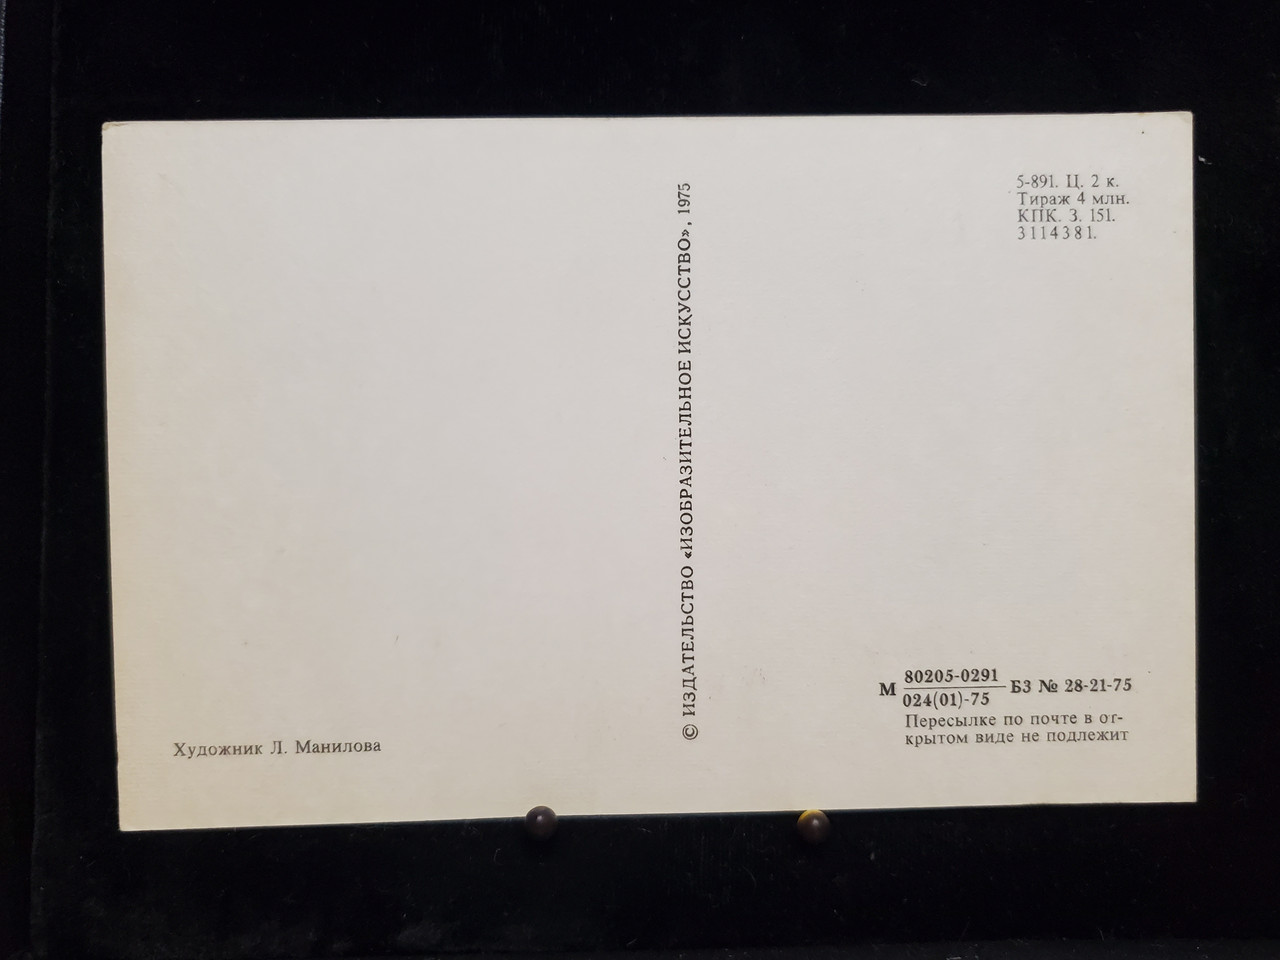 5-891. Ц. 2 к.
Тираж 4 млн.
КПК. З. 151.
3114381.
© ИЗДАТЕЛЬСТВО «ИЗОБРАЗИТЕЛЬНОЕ ИСКУССТВО», 1975
М 80205-0291 БЗ № 28-21-75
024(01)-75
Пересылке по почте в от-
крытом виде не подлежит
Художник Л. Манилова